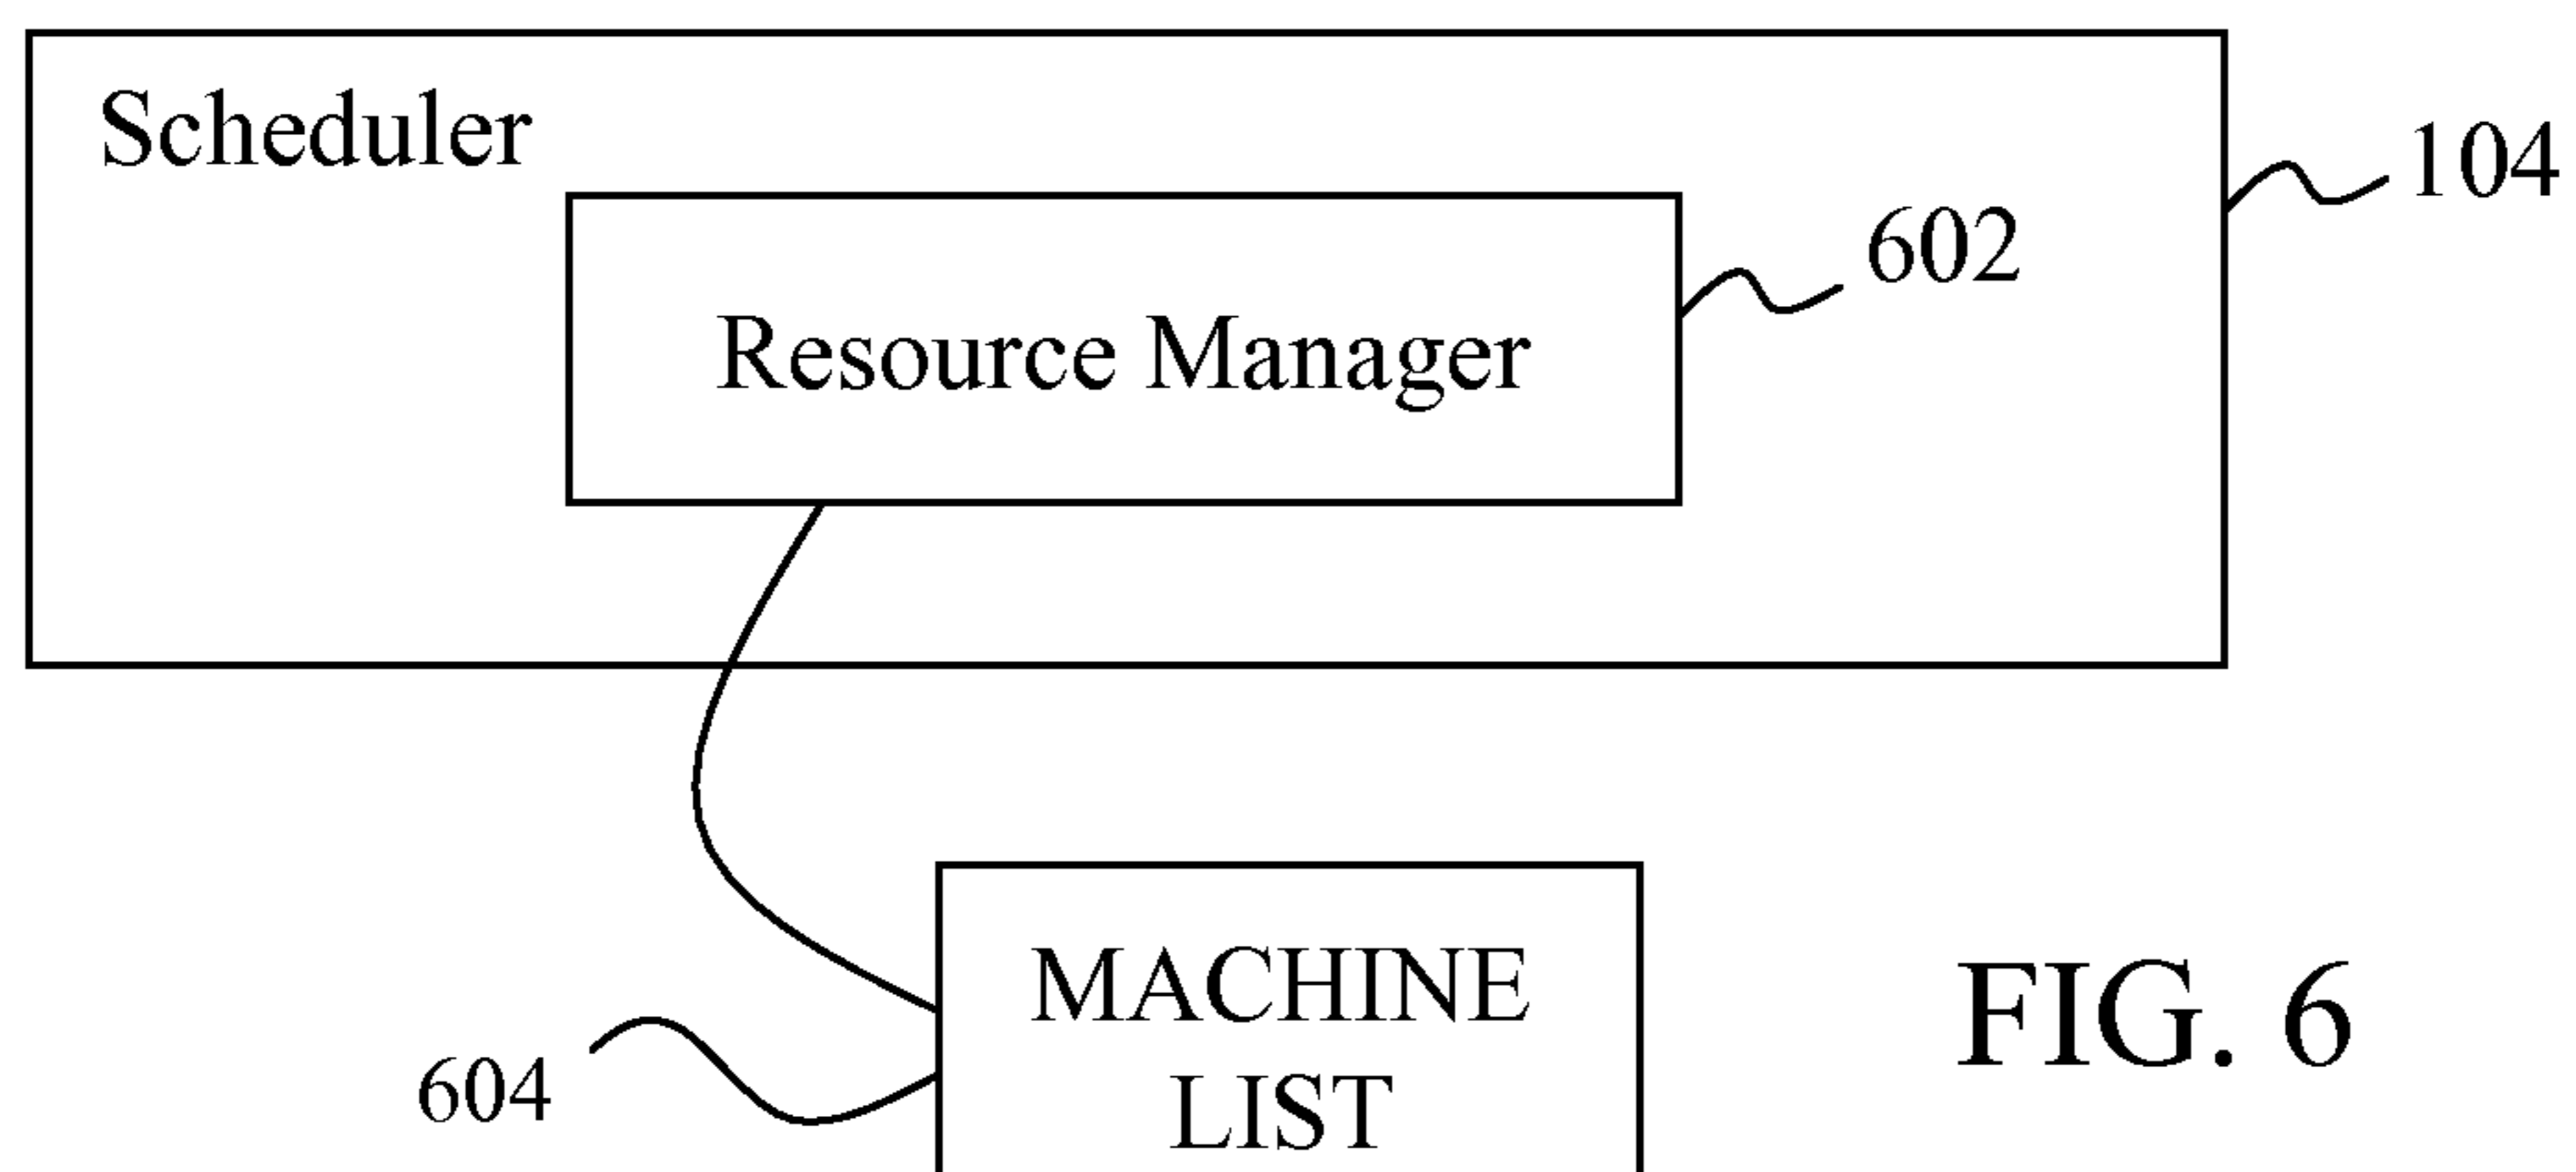 Scheduler
104
602
Resource Manager
MACHINE
LIST
604
FIG. 6